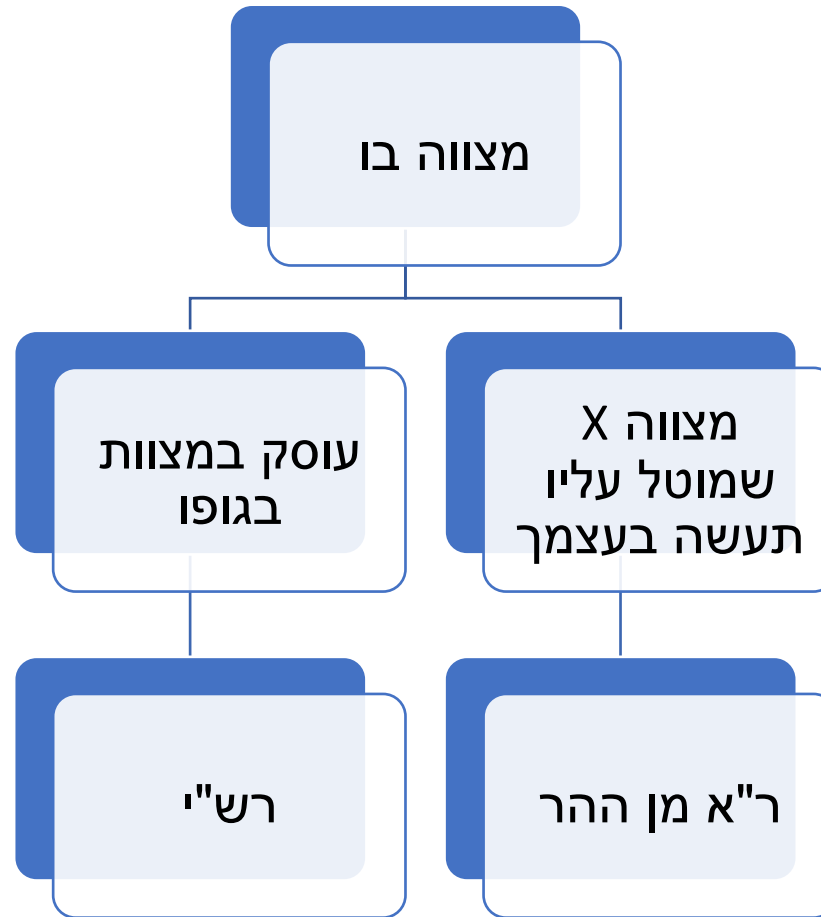 מצווה בו
מצווה X
שמוטל עליו
תעשה בעצמך
עוסק במצוות
בגופו
ר"א מן ההר
רש"י